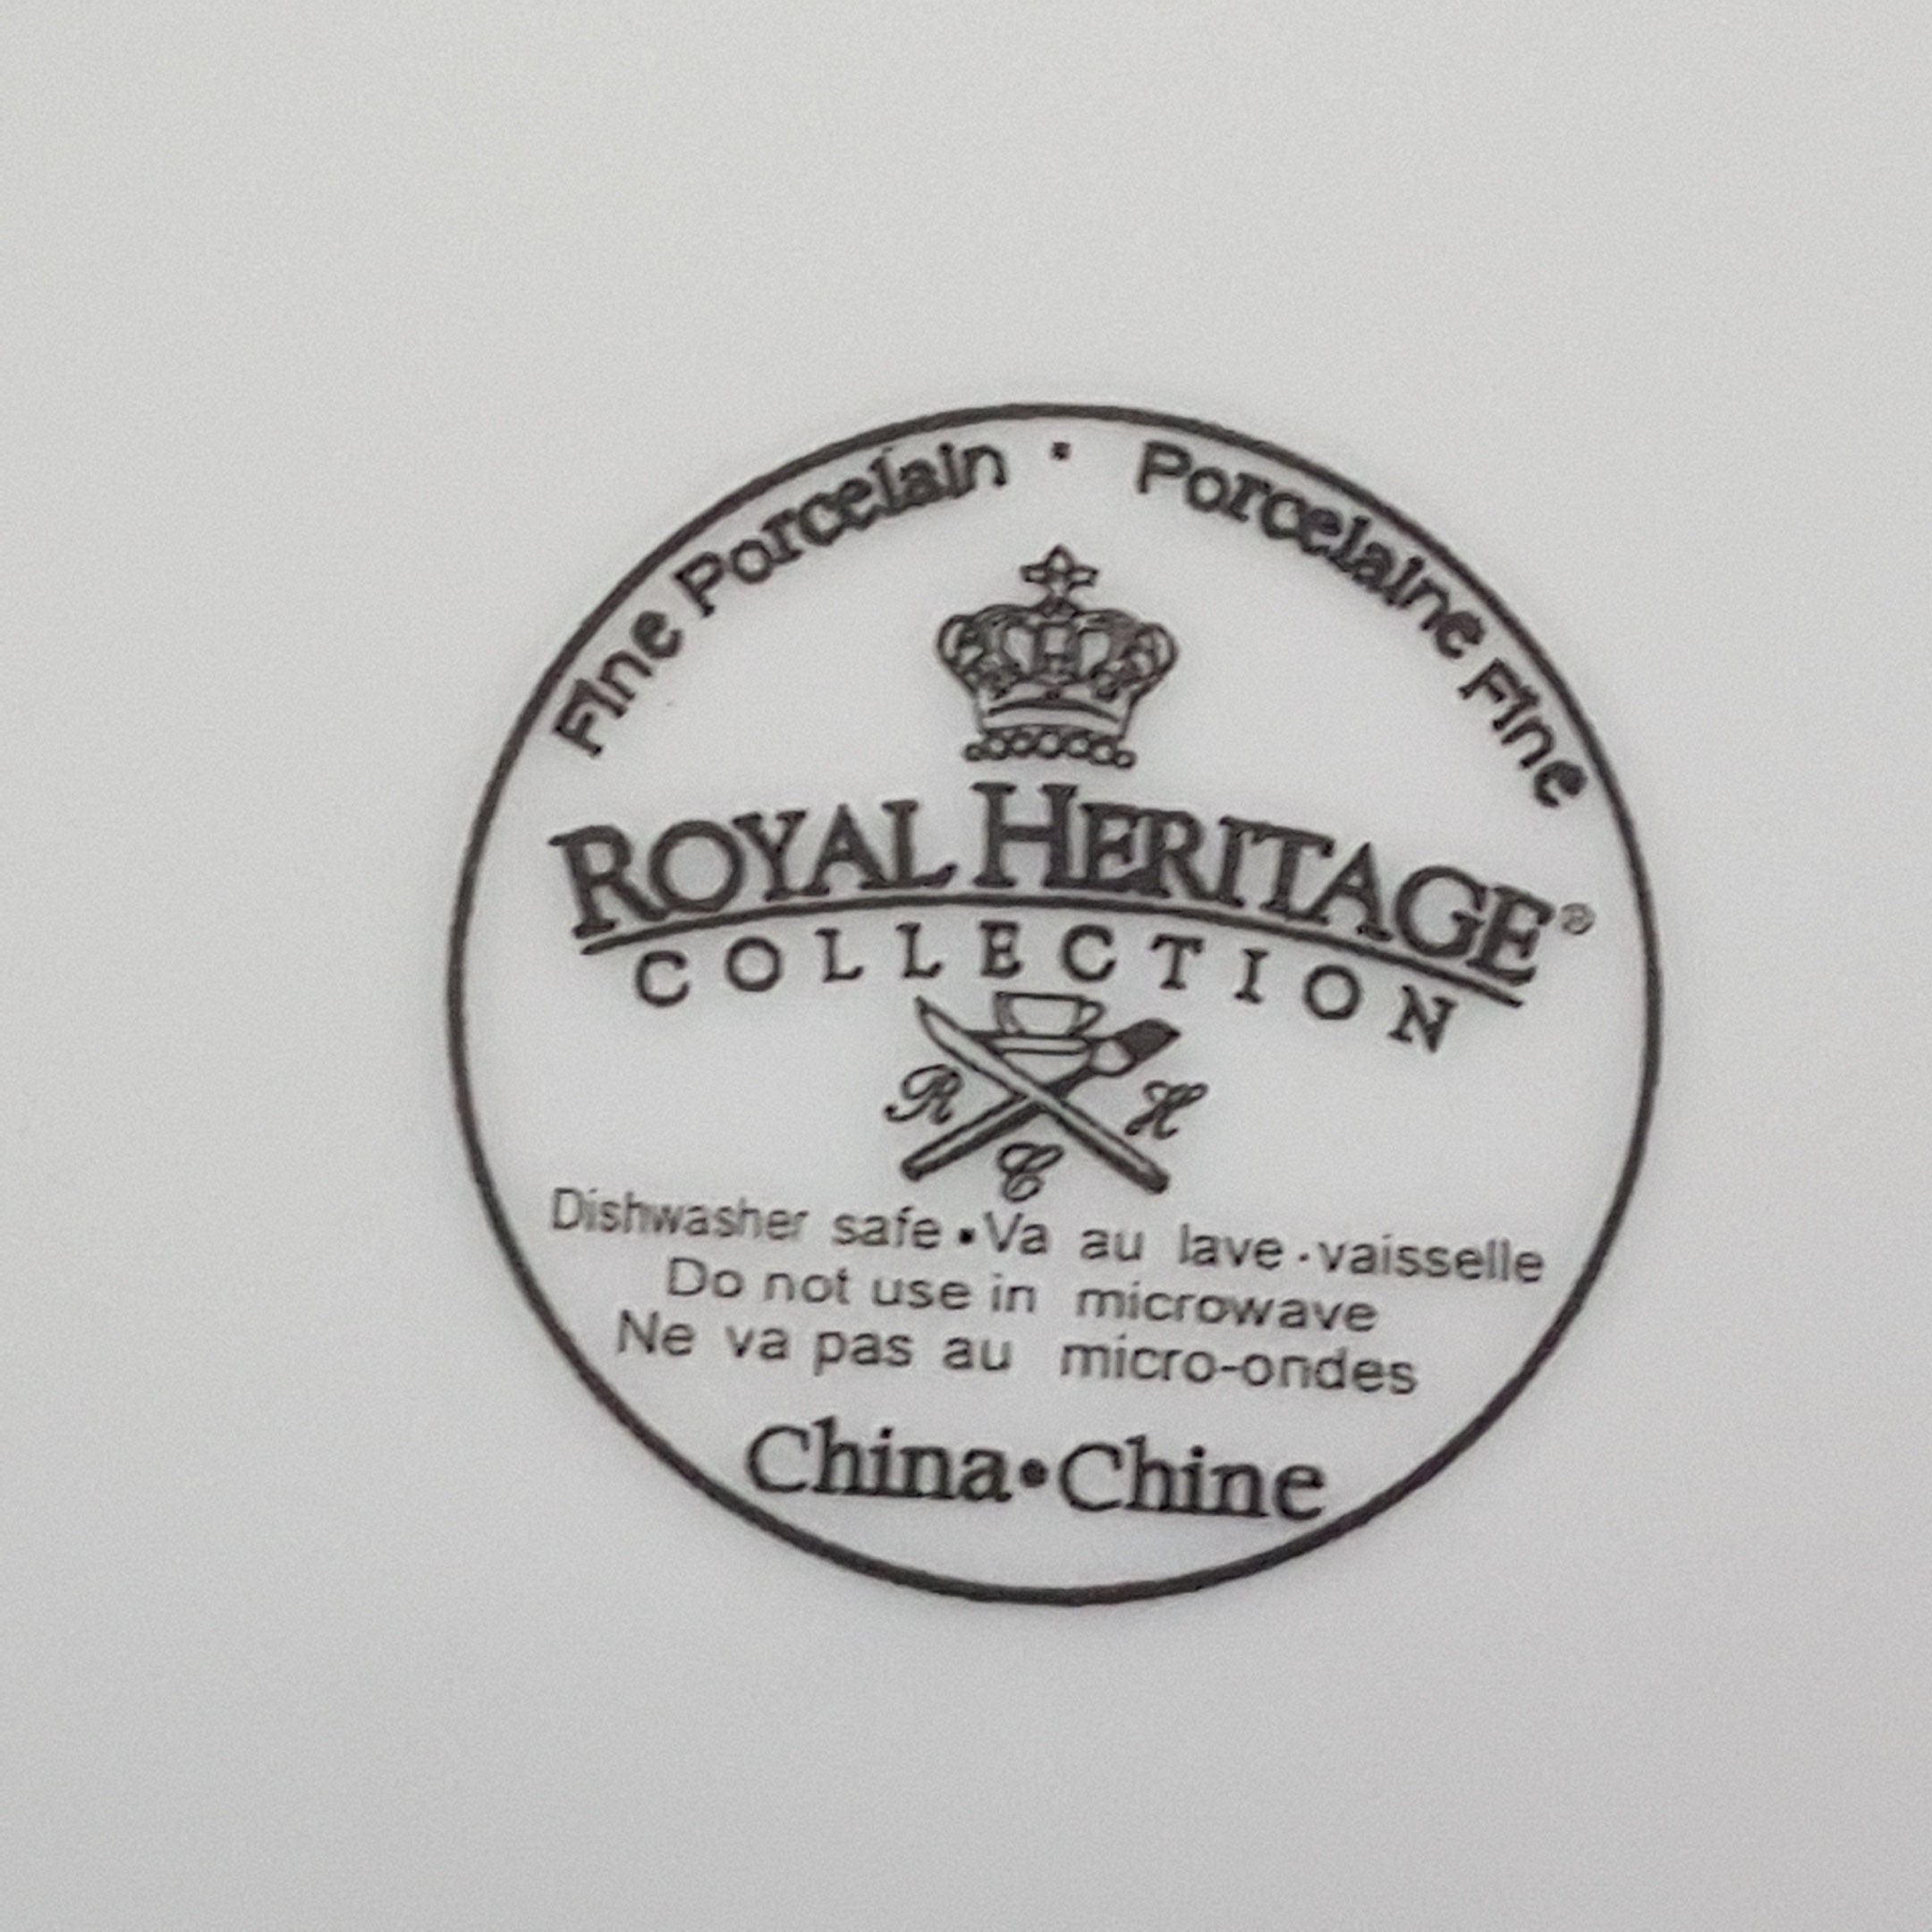 Fine Porcelain • Porcelaine Fine
ROYAL HERITAGE®
COLLECTION
R H
C
Dishwasher safe • Va au lave-vaisselle
Do not use in microwave
Ne va pas au micro-ondes
China • Chine